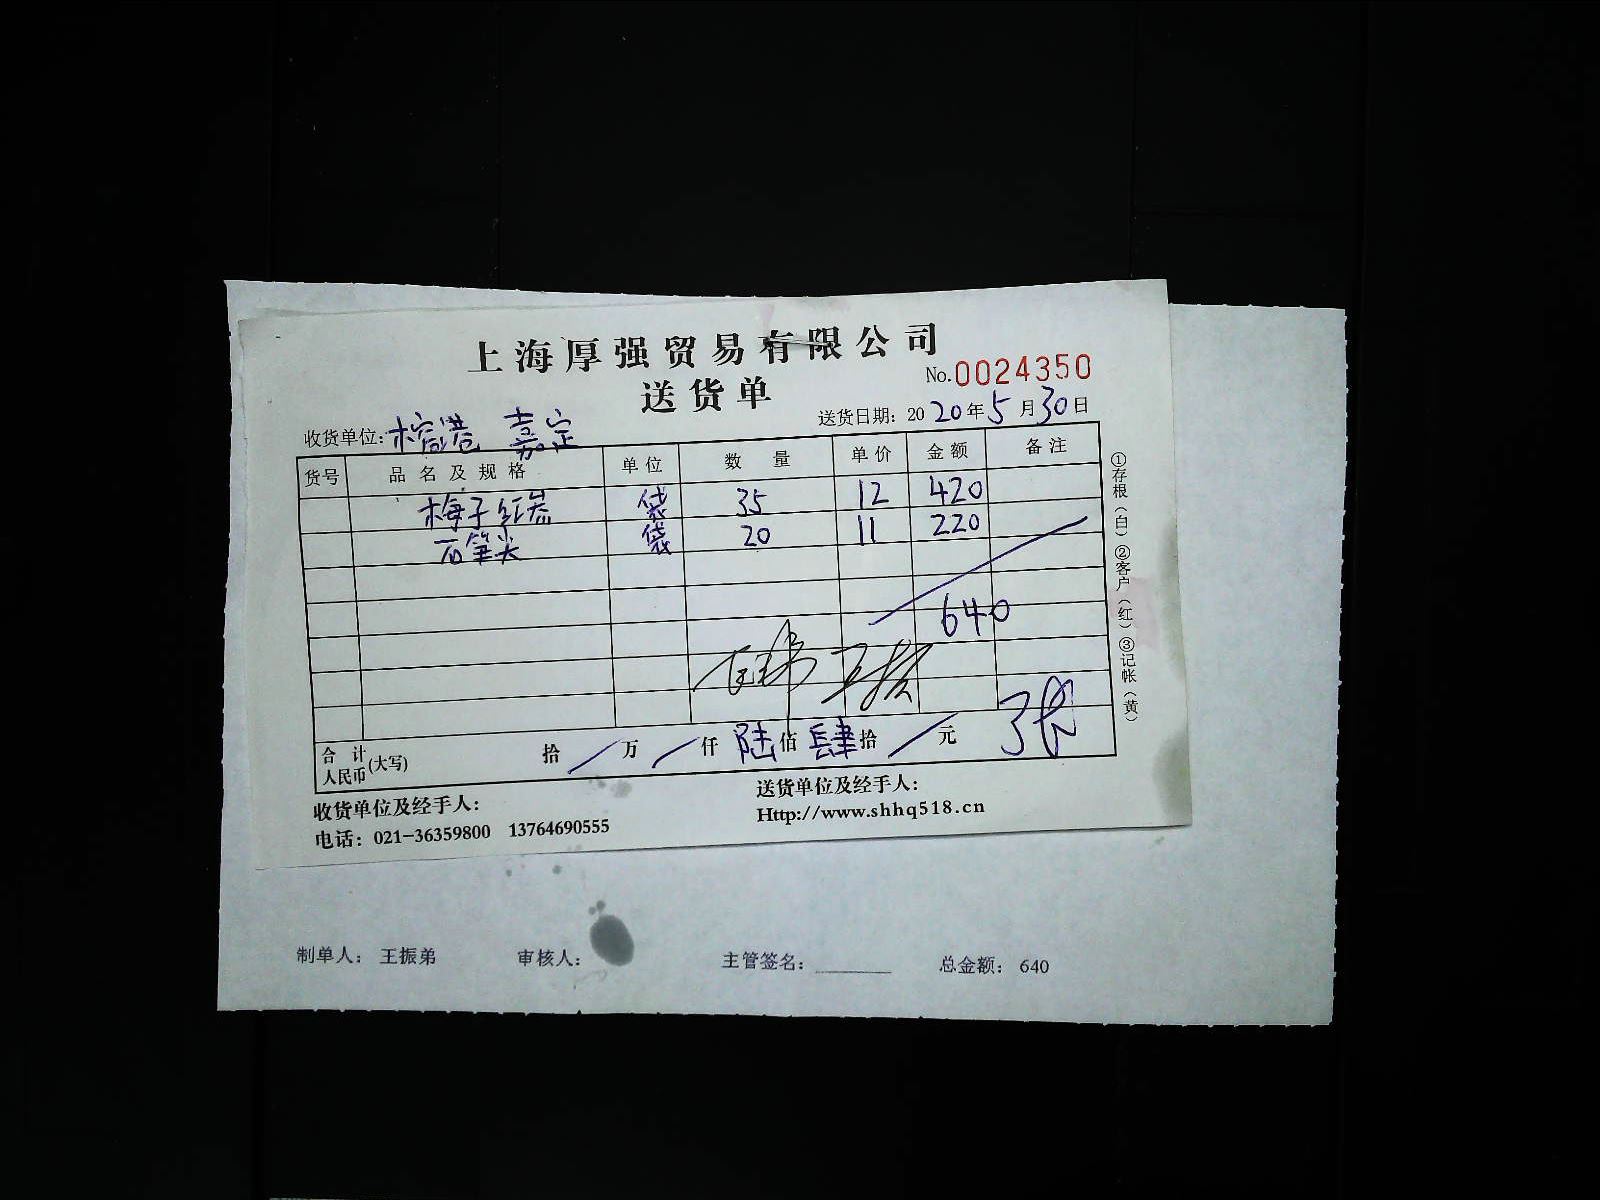 上海厚强贸易有限公司
送货单
No.0024350
收货单位：榕港 嘉定
送货日期：2020年5月30日
货号 品名及规格 单位 数量 单价 金额 备注
梅子 袋 35 12 420
石笋尖 袋 20 11 220
640
合计人民币(大写) 拾/万/仟陆佰肆拾/元
收货单位及经手人：
送货单位及经手人：
电话：021-36359800 13764690555
Http://www.shhq518.cn
①存根（白）②客户（红）③记帐（黄）
制单人： 王振弟 审核人： 主管签名：________ 总金额： 640